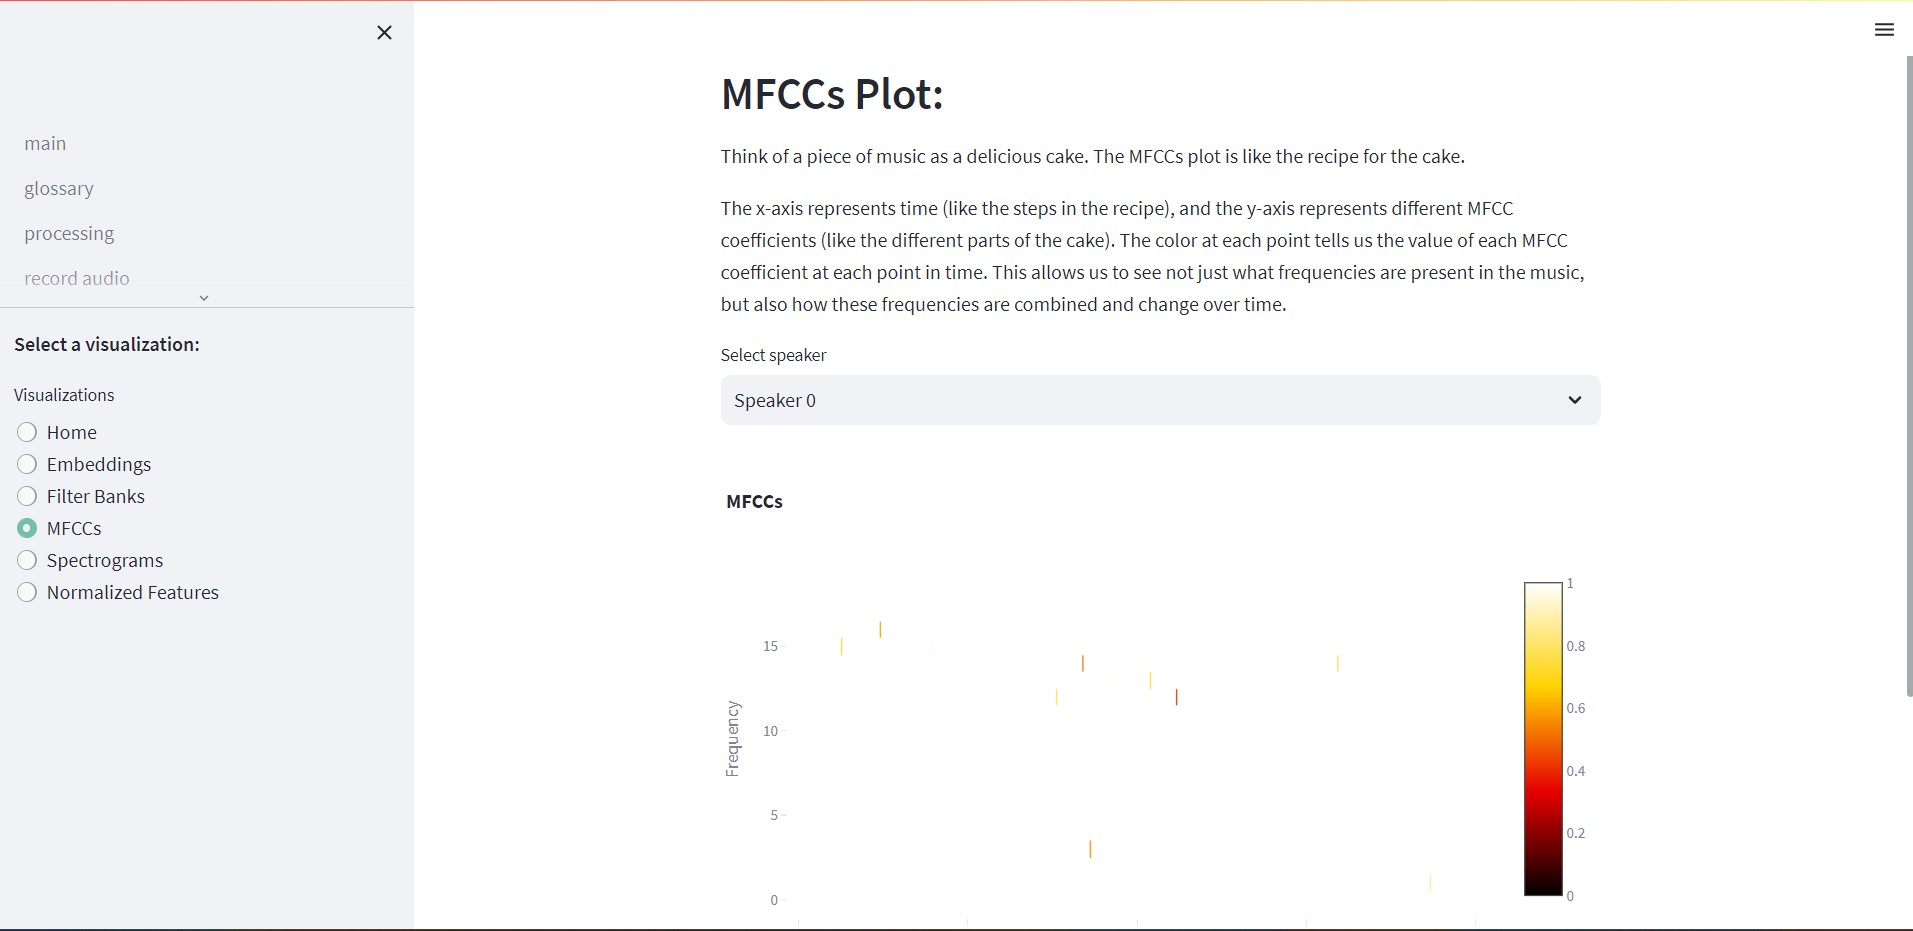 main
glossary
processing
record audio
Select a visualization:
Visualizations
Home
Embeddings
Filter Banks
MFCCs
Spectrograms
Normalized Features
MFCCs Plot:
Think of a piece of music as a delicious cake. The MFCCs plot is like the recipe for the cake.
The x-axis represents time (like the steps in the recipe), and the y-axis represents different MFCC
coefficients (like the different parts of the cake). The color at each point tells us the value of each MFCC
coefficient at each point in time. This allows us to see not just what frequencies are present in the music,
but also how these frequencies are combined and change over time.
Select speaker
Speaker 0
MFCCs
Frequency
15
10
5
0
1
0.8
0.6
0.4
0.2
0